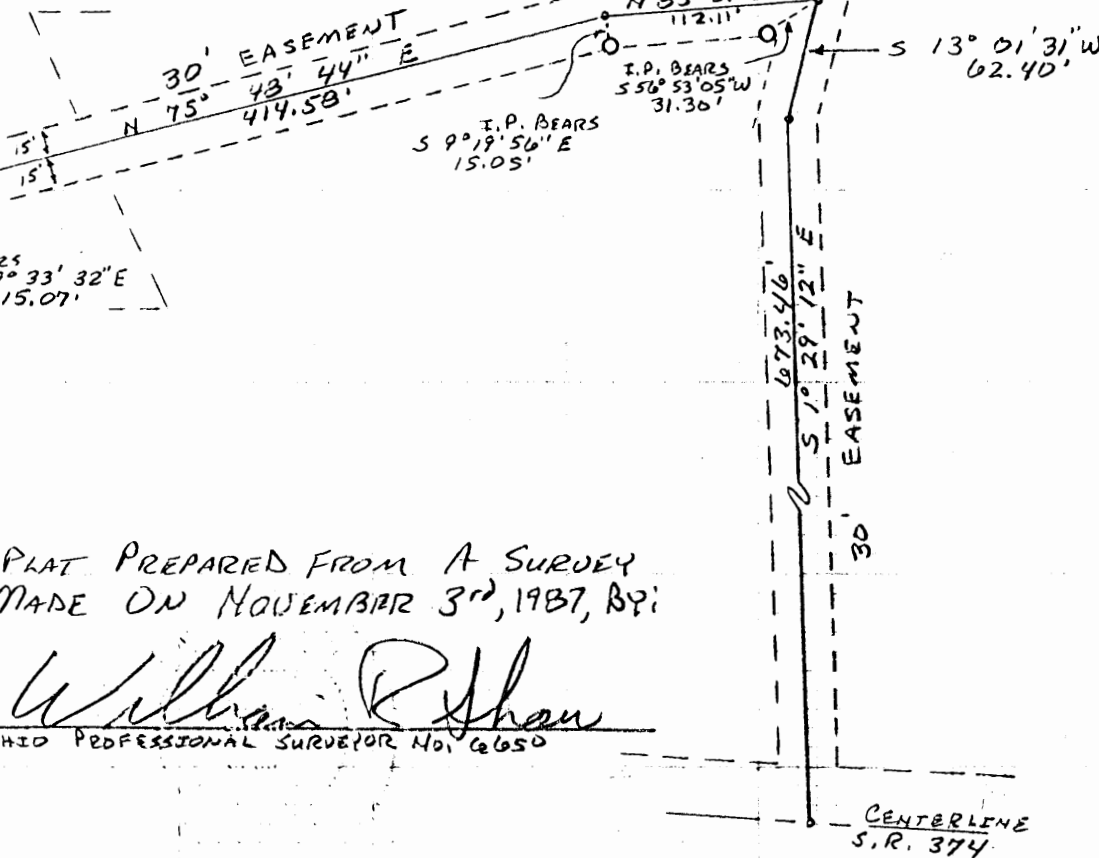 30' EASEMENT
N 75° 48' 44" E
414.58'
112.11'
S 13° 01' 31" W
62.40'
I.P. BEARS
S 56° 53' 05" W
31.30'
I.P. BEARS
S 9° 19' 56" E
15.05'
15'
15'
33' 32" E
15.07'
673.46'
S 1° 29' 12" E
30' EASEMENT
PLAT PREPARED FROM A SURVEY
MADE ON NOVEMBER 3rd, 1987, BY:
William R Shaw
HIO PROFESSIONAL SURVEYOR NO. 6650
CENTERLINE
S.R. 374